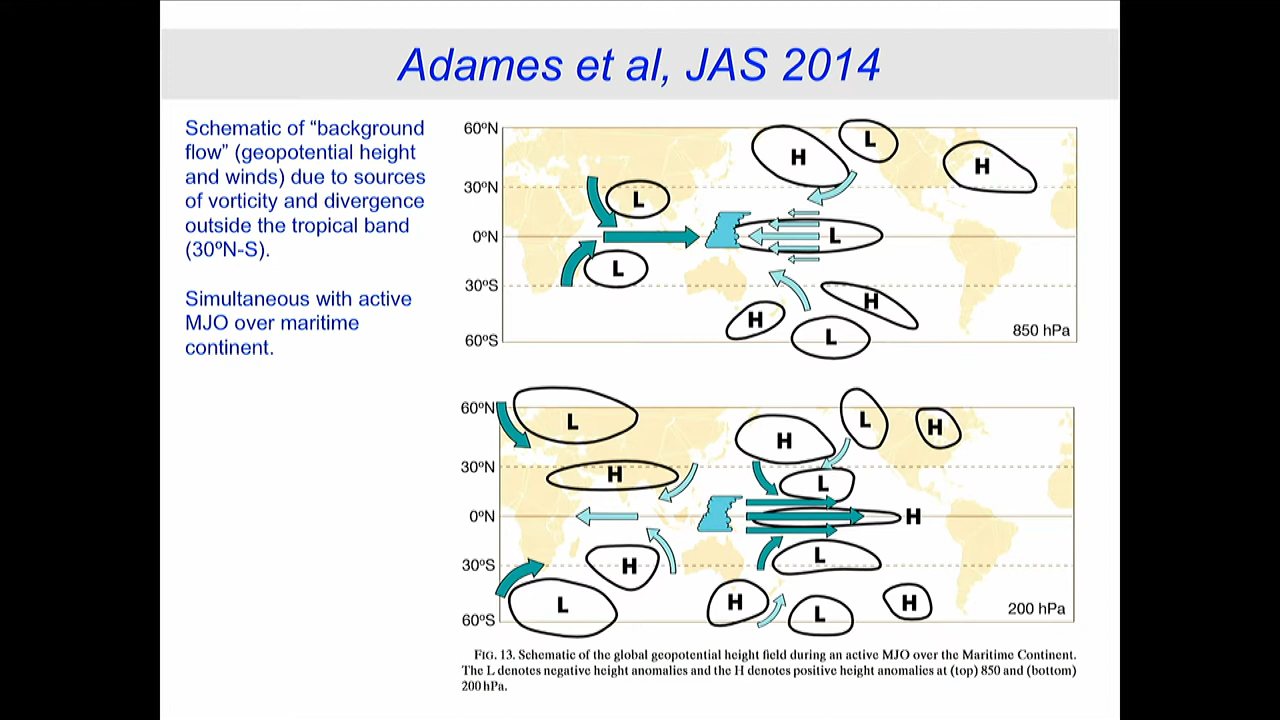 Adames et al, JAS 2014
Schematic of “background
flow” (geopotential height
and winds) due to sources
of vorticity and divergence
outside the tropical band
(30ºN-S).
Simultaneous with active
MJO over maritime
continent.
60ºN
30ºN
0ºN
30ºS
60ºS
H
L
H
L
L
L
H
H
L
850 hPa
60ºN
30ºN
0ºN
30ºS
60ºS
L
H
L
H
H
L
H
L
H
L
H
L
H
200 hPa
FIG. 13. Schematic of the global geopotential height field during an active MJO over the Maritime Continent.
The L denotes negative height anomalies and the H denotes positive height anomalies at (top) 850 and (bottom)
200 hPa.